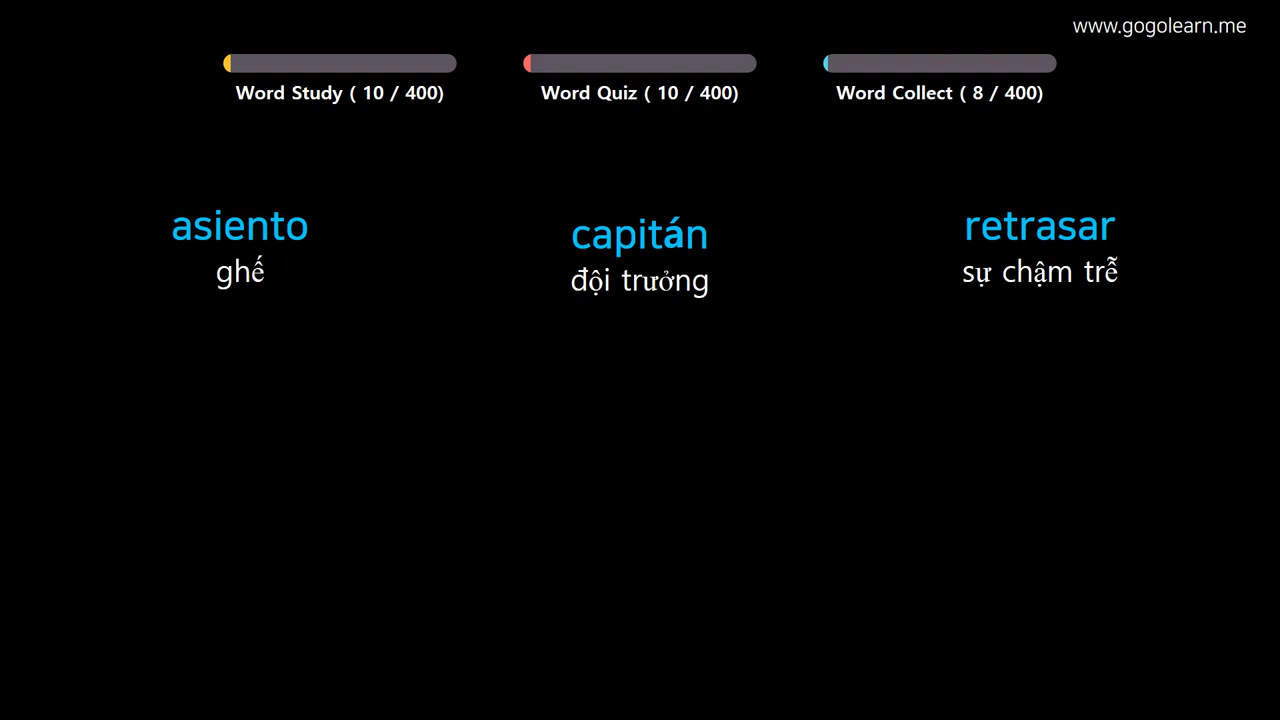 www.gogolearn.me
Word Study ( 10 / 400)
Word Quiz ( 10 / 400)
Word Collect ( 8 / 400)
asiento
ghế
capitán
đội trưởng
retrasar
sự chậm trễ